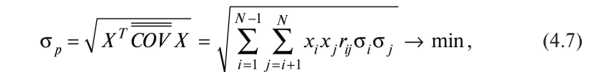 σ_p = √(X^T \overline{\overline{COV}} X) = √(∑_{i=1}^{N−1} ∑_{j=i+1}^{N} x_i x_j r_{ij} σ_i σ_j) → min, (4.7)